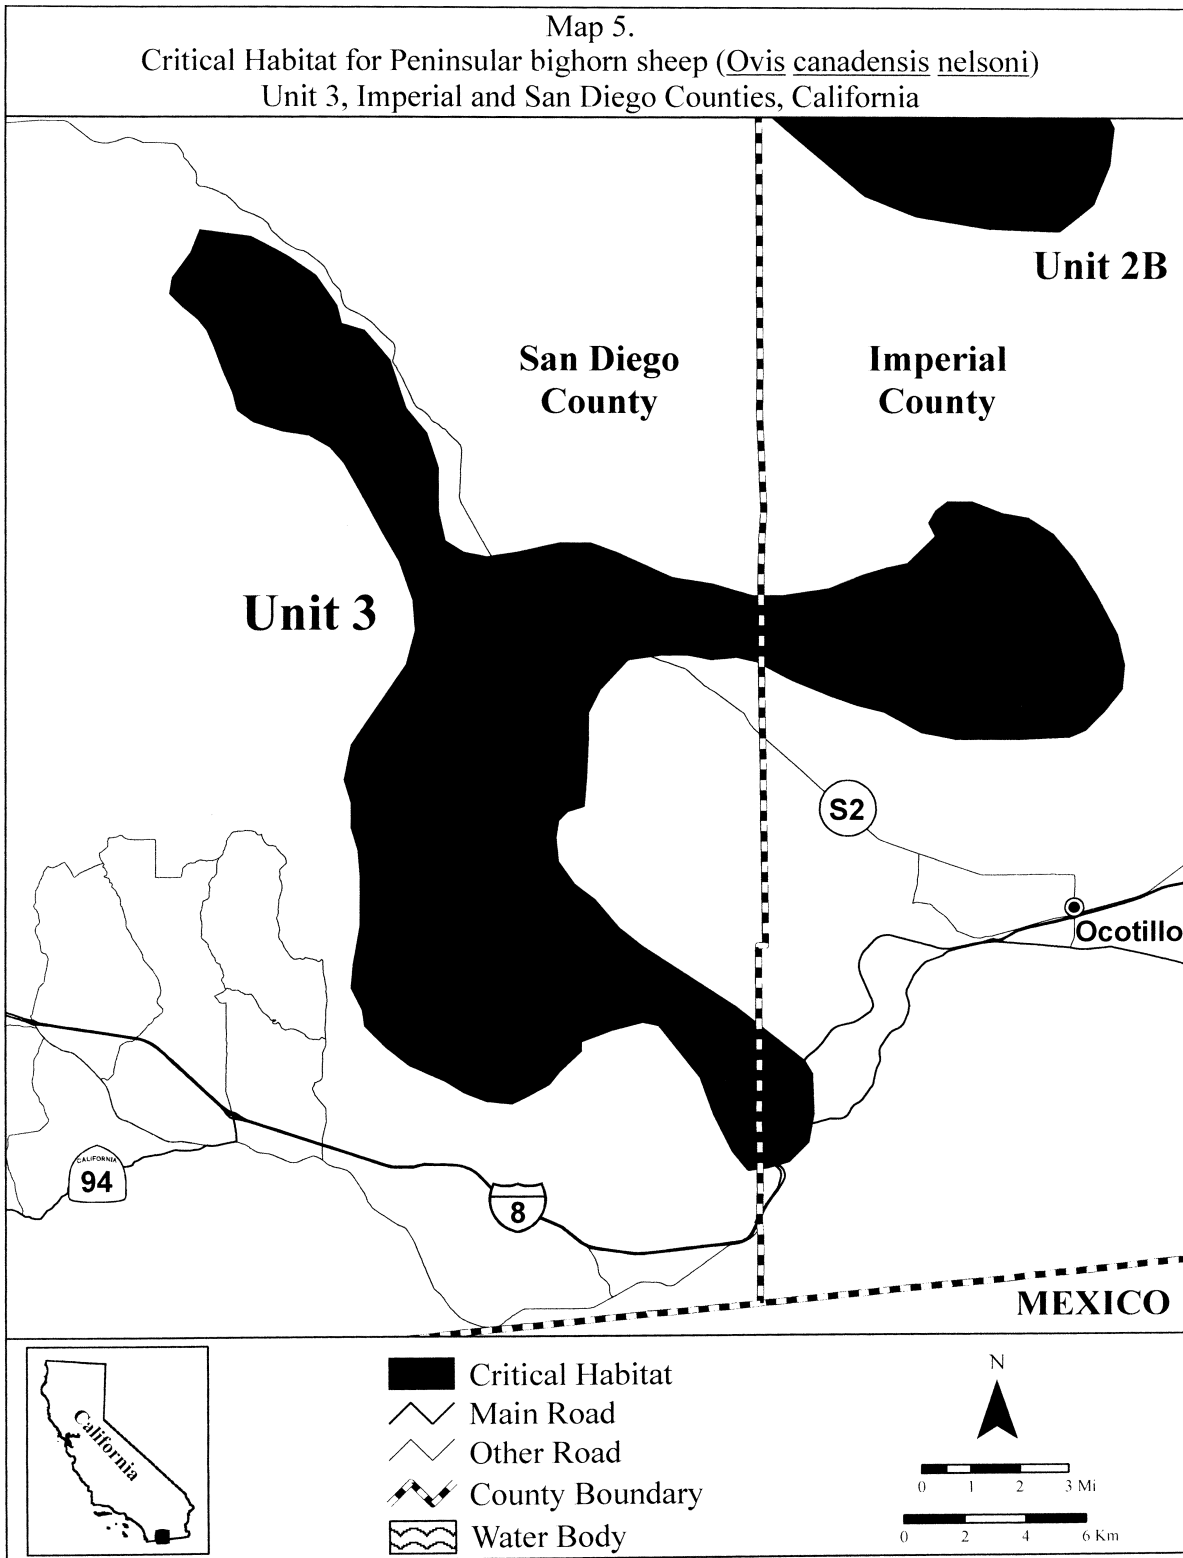 Map 5.
Critical Habitat for Peninsular bighorn sheep (Ovis canadensis nelsoni)
Unit 3, Imperial and San Diego Counties, California
Unit 2B
San Diego
County
Imperial
County
Unit 3
S2
Ocotillo
CALIFORNIA
94
8
MEXICO
California
Critical Habitat
Main Road
Other Road
County Boundary
Water Body
N
0 1 2 3 Mi
0 2 4 6 Km